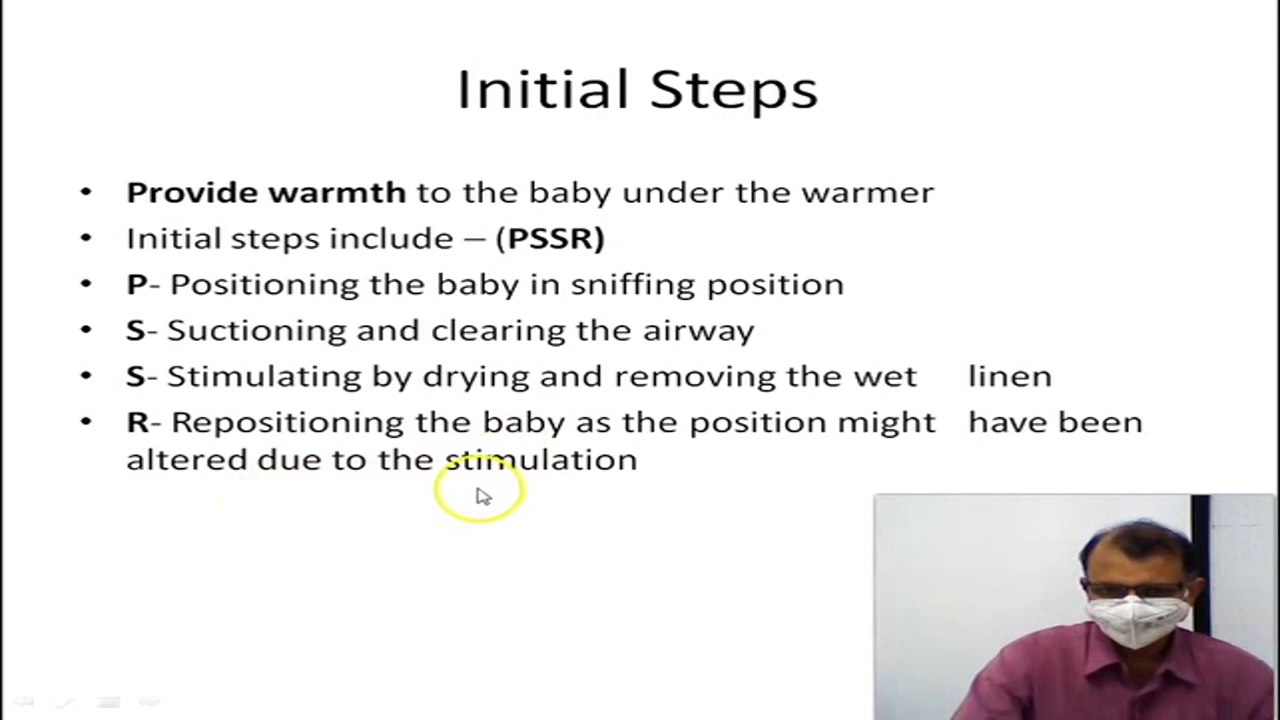 Initial Steps
• Provide warmth to the baby under the warmer
• Initial steps include – (PSSR)
• P- Positioning the baby in sniffing position
• S- Suctioning and clearing the airway
• S- Stimulating by drying and removing the wet linen
• R- Repositioning the baby as the position might have been
altered due to the stimulation